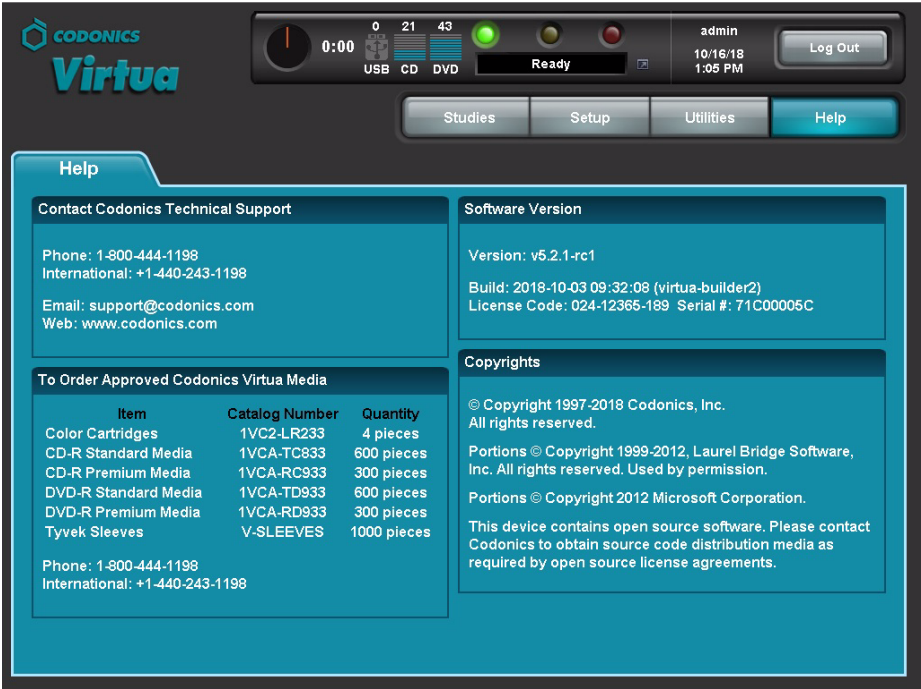 CODONICS
Virtua
0:00
0 21 43
USB CD DVD
Ready
admin
10/16/18
1:05 PM
Log Out
Studies Setup Utilities Help
Help
Contact Codonics Technical Support
Phone: 1-800-444-1198
International: +1-440-243-1198
Email: support@codonics.com
Web: www.codonics.com
To Order Approved Codonics Virtua Media
Item Catalog Number Quantity
Color Cartridges 1VC2-LR233 4 pieces
CD-R Standard Media 1VCA-TC833 600 pieces
CD-R Premium Media 1VCA-RC933 300 pieces
DVD-R Standard Media 1VCA-TD933 600 pieces
DVD-R Premium Media 1VCA-RD933 300 pieces
Tyvek Sleeves V-SLEEVES 1000 pieces
Phone: 1-800-444-1198
International: +1-440-243-1198
Software Version
Version: v5.2.1-rc1
Build: 2018-10-03 09:32:08 (virtua-builder2)
License Code: 024-12365-189 Serial #: 71C00005C
Copyrights
© Copyright 1997-2018 Codonics, Inc.
All rights reserved.
Portions © Copyright 1999-2012, Laurel Bridge Software,
Inc. All rights reserved. Used by permission.
Portions © Copyright 2012 Microsoft Corporation.
This device contains open source software. Please contact
Codonics to obtain source code distribution media as
required by open source license agreements.